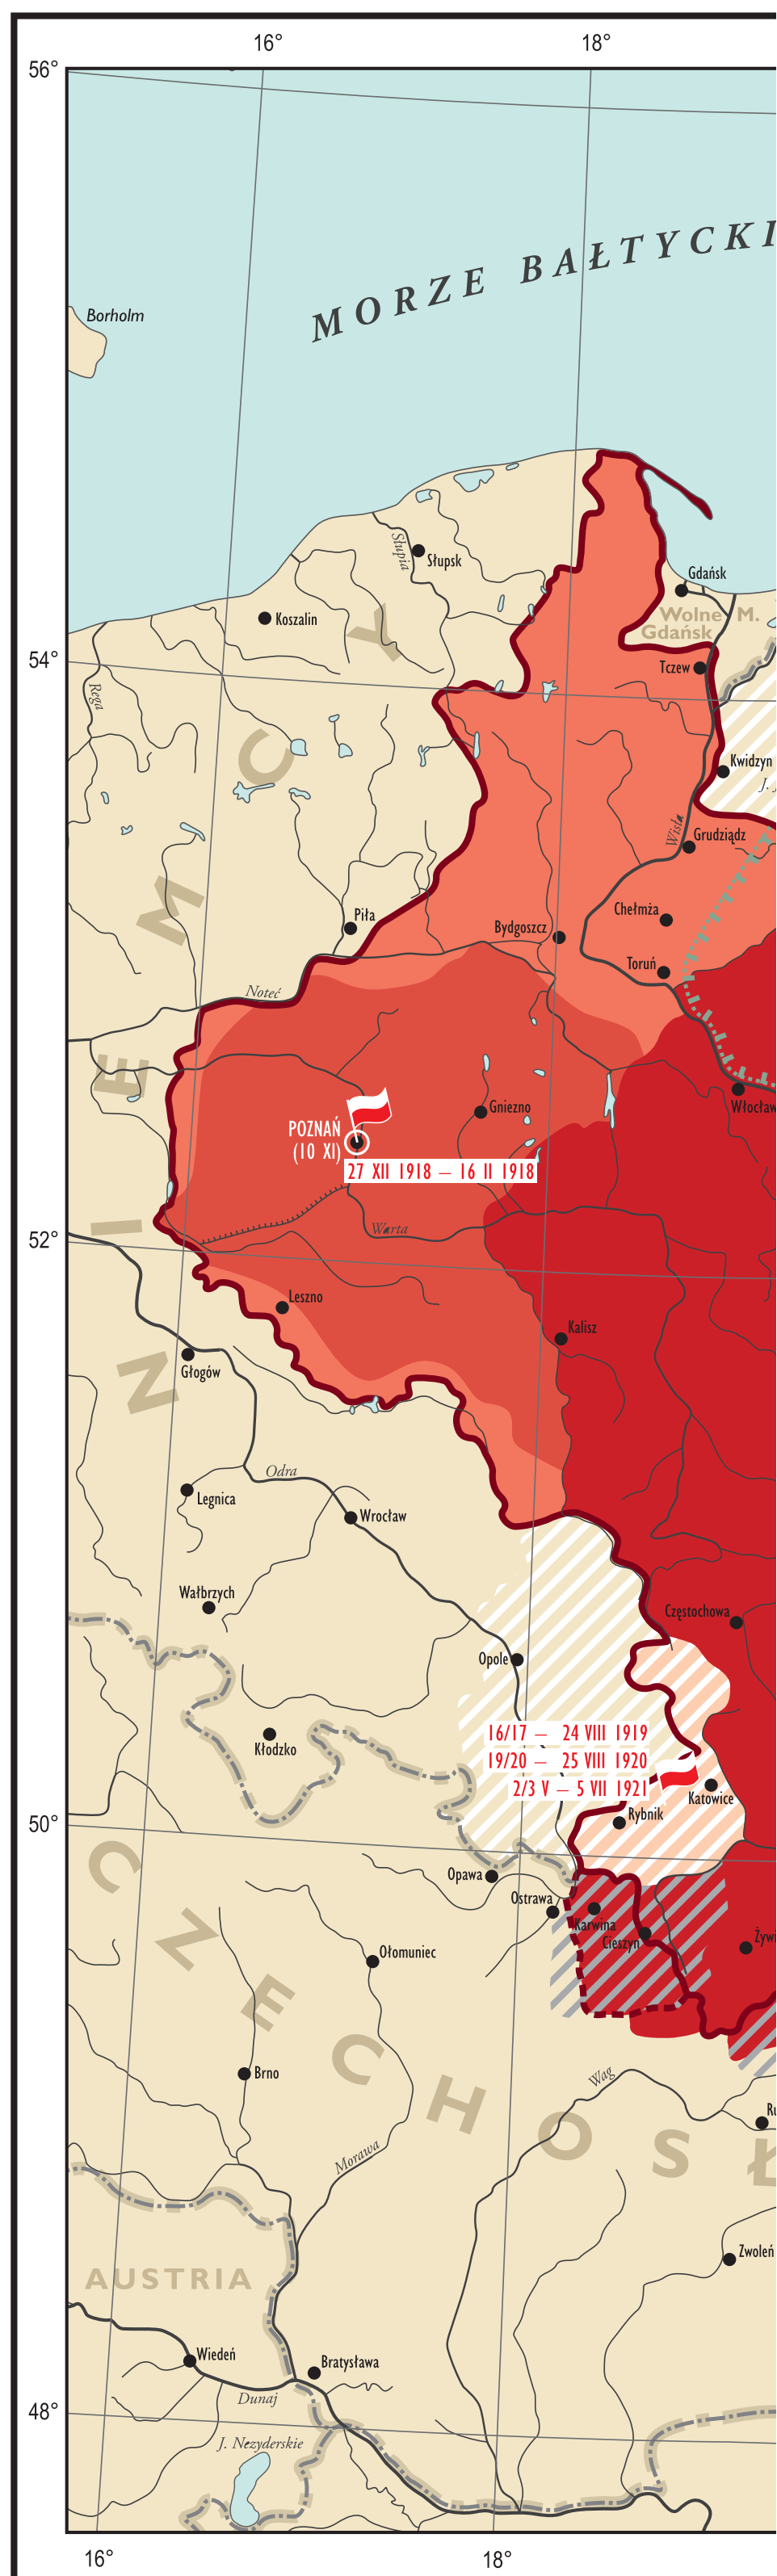 16°
18°
56°
MORZE BAŁTYCKI
Borholm
Słupia
Słupsk
Gdańsk
Koszalin
Wolne M.
Gdańsk
54°
Tczew
Rega
Kwidzyn
J.
Wisła
Grudziądz
Chełmża
Piła
Bydgoszcz
Toruń
Noteć
Włocław
Gniezno
POZNAŃ
(10 XI)
27 XII 1918 – 16 II 1918
Warta
52°
Leszno
Kalisz
Głogów
NIEMCY
Odra
Legnica
Wrocław
Wałbrzych
Częstochowa
Opole
16/17 – 24 VIII 1919
19/20 – 25 VIII 1920
2/3 V – 5 VII 1921
Kłodzko
Katowice
Rybnik
50°
Opawa
Ostrawa
Karwina
Cieszyn
Żywi
Ołomuniec
CZECHOSŁ
Brno
Wag
Ru
Morawa
Zwoleń
AUSTRIA
Wiedeń
Bratysława
Dunaj
48°
J. Nezyderskie
16°
18°